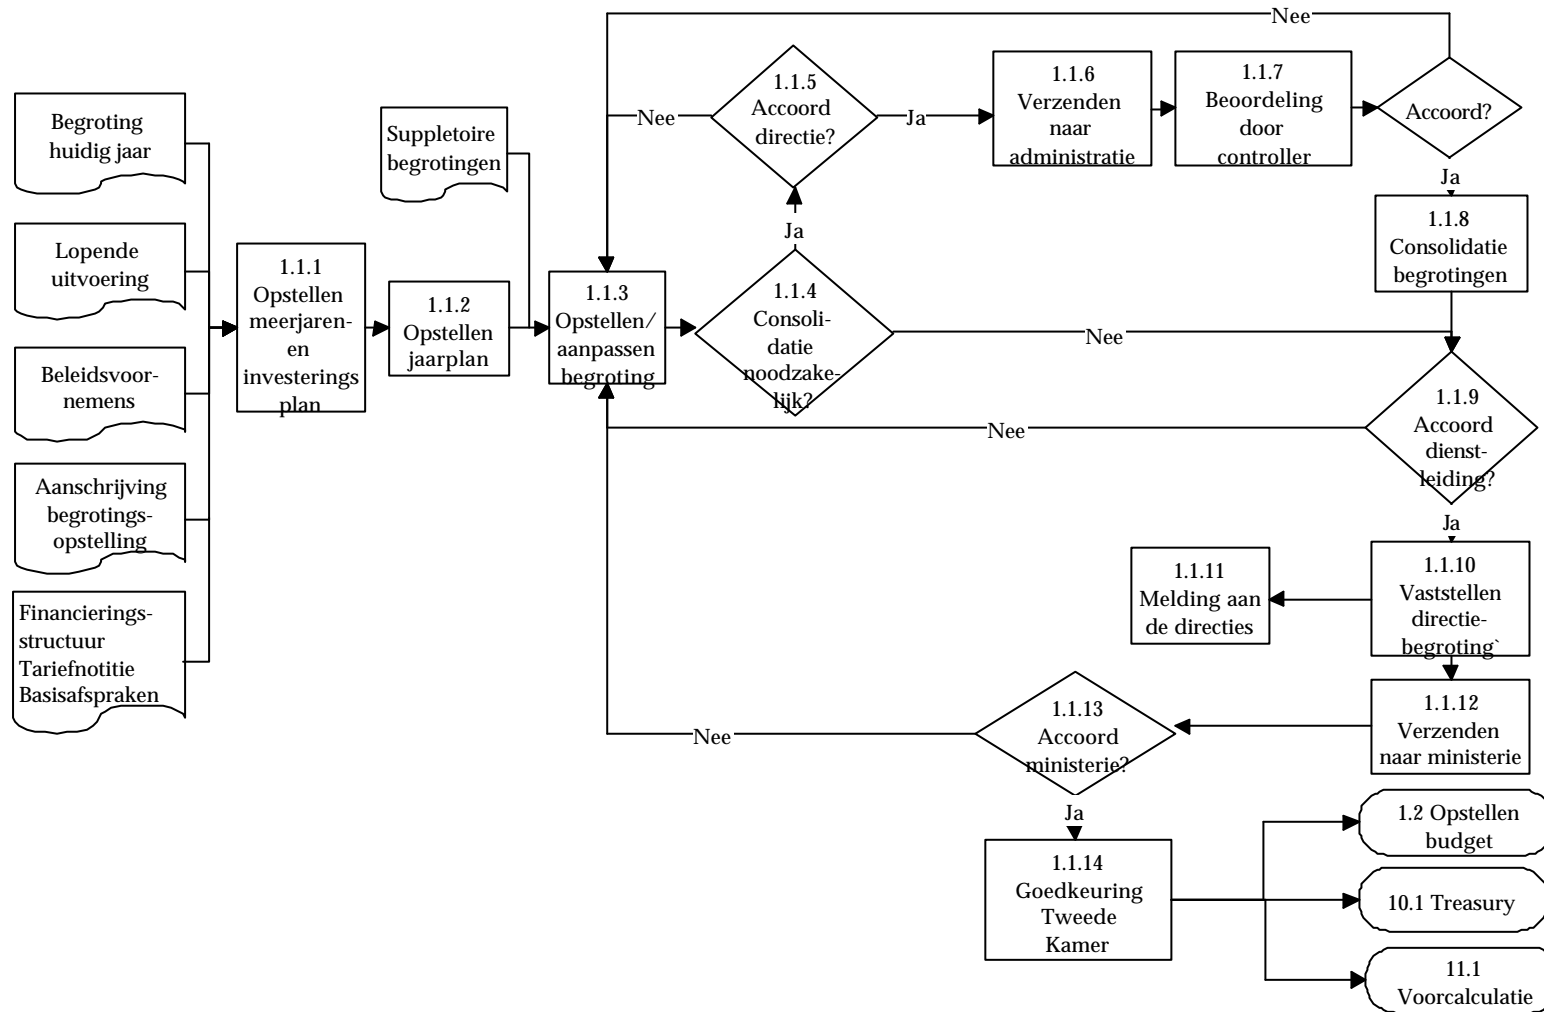 Nee
Begroting
huidig jaar
Lopende
uitvoering
Beleidsvoor-
nemens
Aanschrijving
begrotings-
opstelling
Financierings-
structuur
Tariefnotitie
Basisafspraken
1.1.1
Opstellen
meerjaren-
en
investerings
plan
Suppletoire
begrotingen
1.1.2
Opstellen
jaarplan
1.1.3
Opstellen/
aanpassen
begroting
1.1.4
Consoli-
datie
noodzake-
lijk?
Ja
Nee
1.1.5
Accoord
directie?
Nee
Ja
1.1.6
Verzenden
naar
administratie
1.1.7
Beoordeling
door
controller
Accoord?
Ja
1.1.8
Consolidatie
begrotingen
1.1.9
Accoord
dienst-
leiding?
Nee
Ja
1.1.10
Vaststellen
directie-
begroting`
1.1.11
Melding aan
de directies
1.1.12
Verzenden
naar ministerie
1.1.13
Accoord
ministerie?
Nee
Ja
1.1.14
Goedkeuring
Tweede
Kamer
1.2 Opstellen
budget
10.1 Treasury
11.1
Voorcalculatie